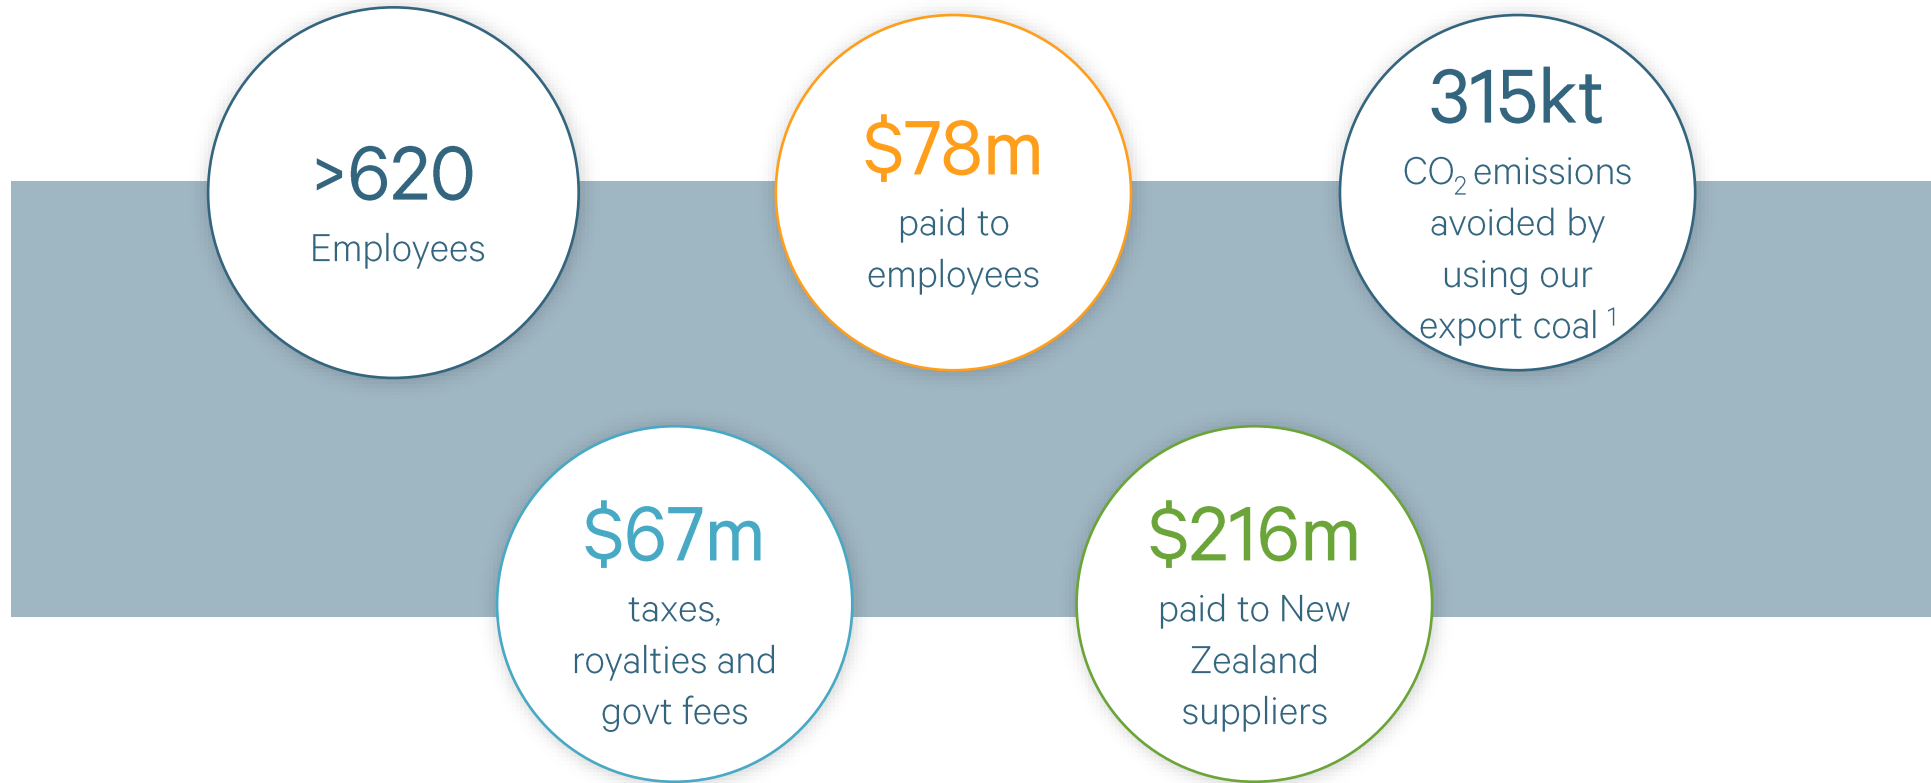 >620
Employees
$78m
paid to
employees
315kt
CO₂ emissions
avoided by
using our
export coal ¹
$67m
taxes,
royalties and
govt fees
$216m
paid to New
Zealand
suppliers